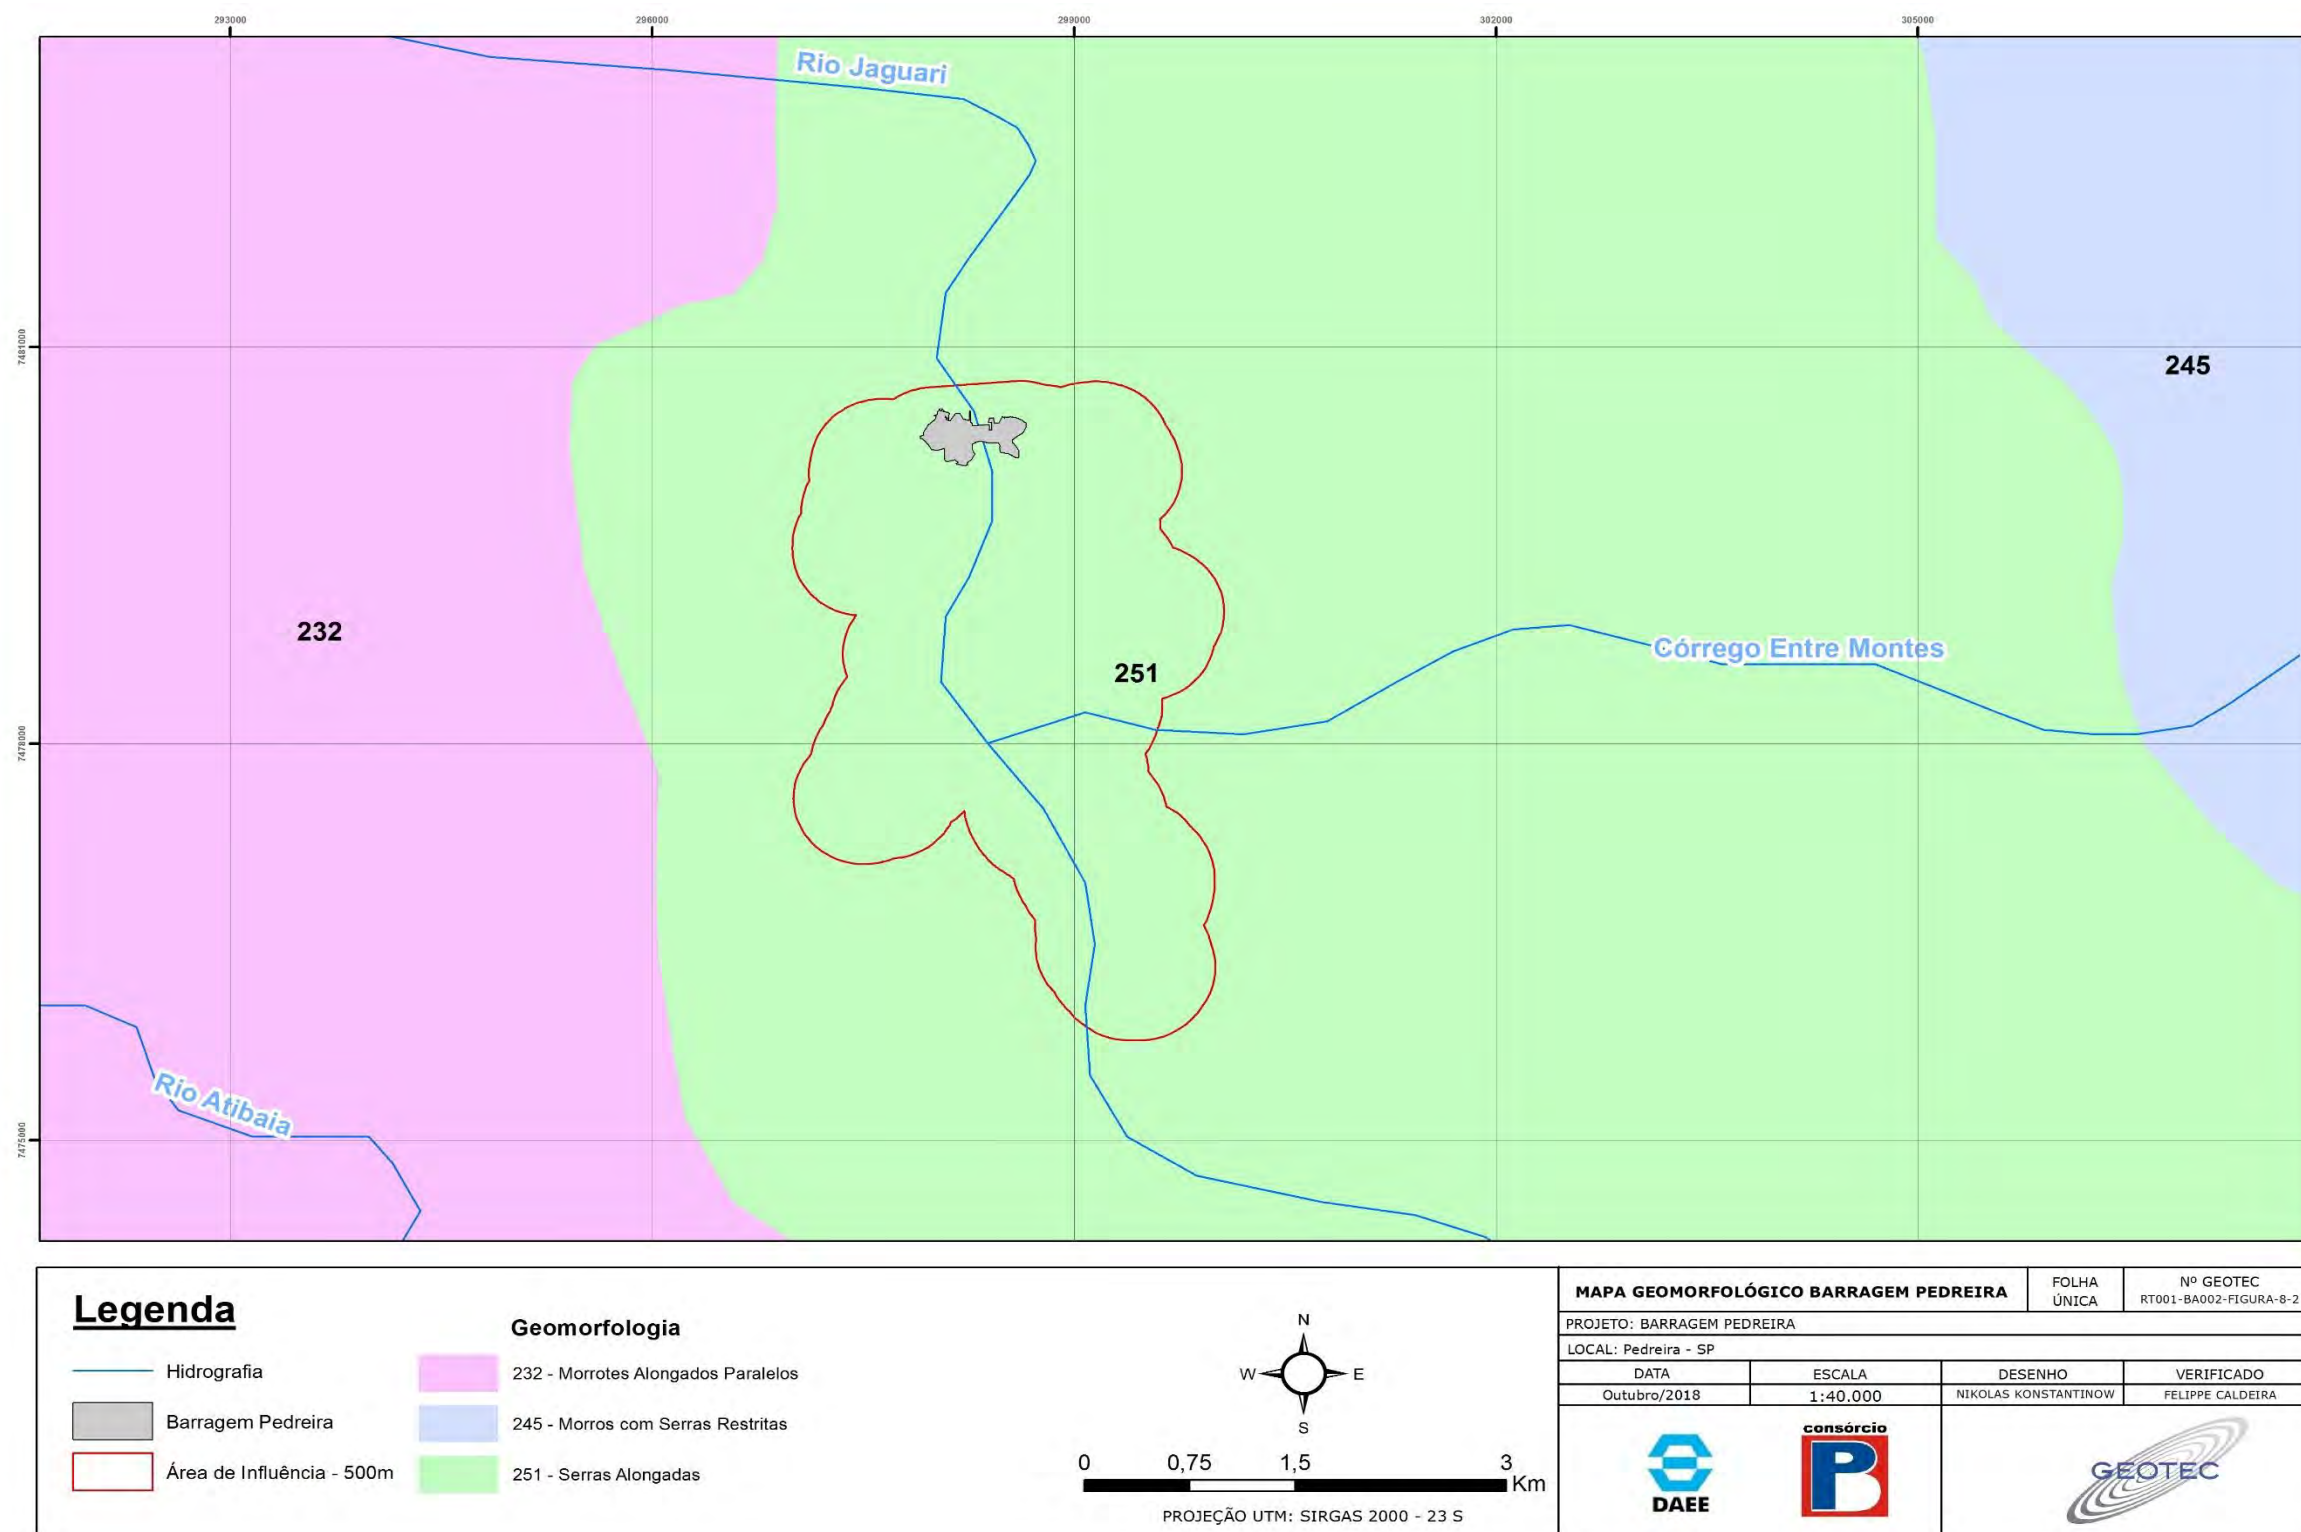 293000
296000
299000
302000
305000
Rio Jaguari
7481000
245
232
251
Córrego Entre Montes
7478000
Rio Atibaia
7475000
Legenda
Hidrografia
Barragem Pedreira
Área de Influência - 500m
Geomorfologia
232 - Morrotes Alongados Paralelos
245 - Morros com Serras Restritas
251 - Serras Alongadas
N
W
E
S
0 0,75 1,5 3
Km
PROJEÇÃO UTM: SIRGAS 2000 - 23 S
MAPA GEOMORFOLÓGICO BARRAGEM PEDREIRA
FOLHA
ÚNICA
Nº GEOTEC
RT001-BA002-FIGURA-8-2
PROJETO: BARRAGEM PEDREIRA
LOCAL: Pedreira - SP
DATA ESCALA DESENHO VERIFICADO
Outubro/2018 1:40.000 NIKOLAS KONSTANTINOW FELIPPE CALDEIRA
DAEE
consórcio
PB
GEOTEC